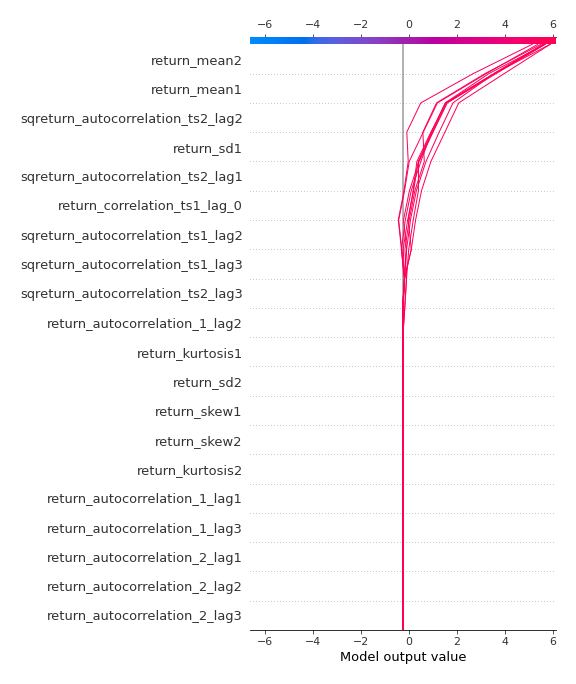 −6 −4 −2 0 2 4 6
return_mean2
return_mean1
sqreturn_autocorrelation_ts2_lag2
return_sd1
sqreturn_autocorrelation_ts2_lag1
return_correlation_ts1_lag_0
sqreturn_autocorrelation_ts1_lag2
sqreturn_autocorrelation_ts1_lag3
sqreturn_autocorrelation_ts2_lag3
return_autocorrelation_1_lag2
return_kurtosis1
return_sd2
return_skew1
return_skew2
return_kurtosis2
return_autocorrelation_1_lag1
return_autocorrelation_1_lag3
return_autocorrelation_2_lag1
return_autocorrelation_2_lag2
return_autocorrelation_2_lag3
−6 −4 −2 0 2 4 6
Model output value